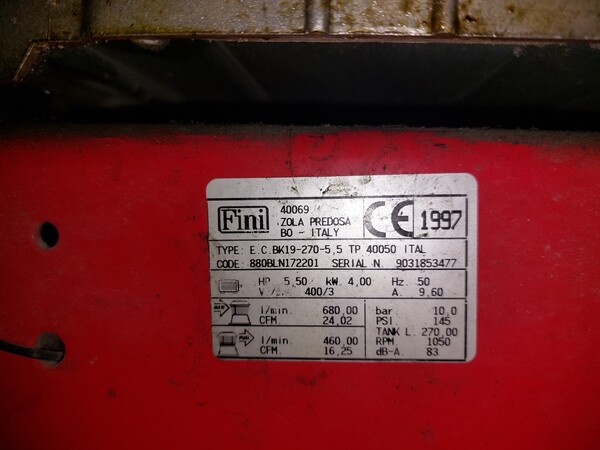 Fini
40069
ZOLA PREDOSA
BO - ITALY
CE 1997
TYPE: E.C.BK19-270-5,5 TP 40050 ITAL
CODE: 880BLN172201 SERIAL N. 9031853477
HP 5,50 kW. 4,00 Hz. 50
400/3 A. 9,60
AIR
l/min. 680,00
CFM. 24,02
l/min. 460,00
CFM. 16,25
bar. 10,0
PSI. 145
TANK L. 270,00
RPM. 1050
dB-A. 83